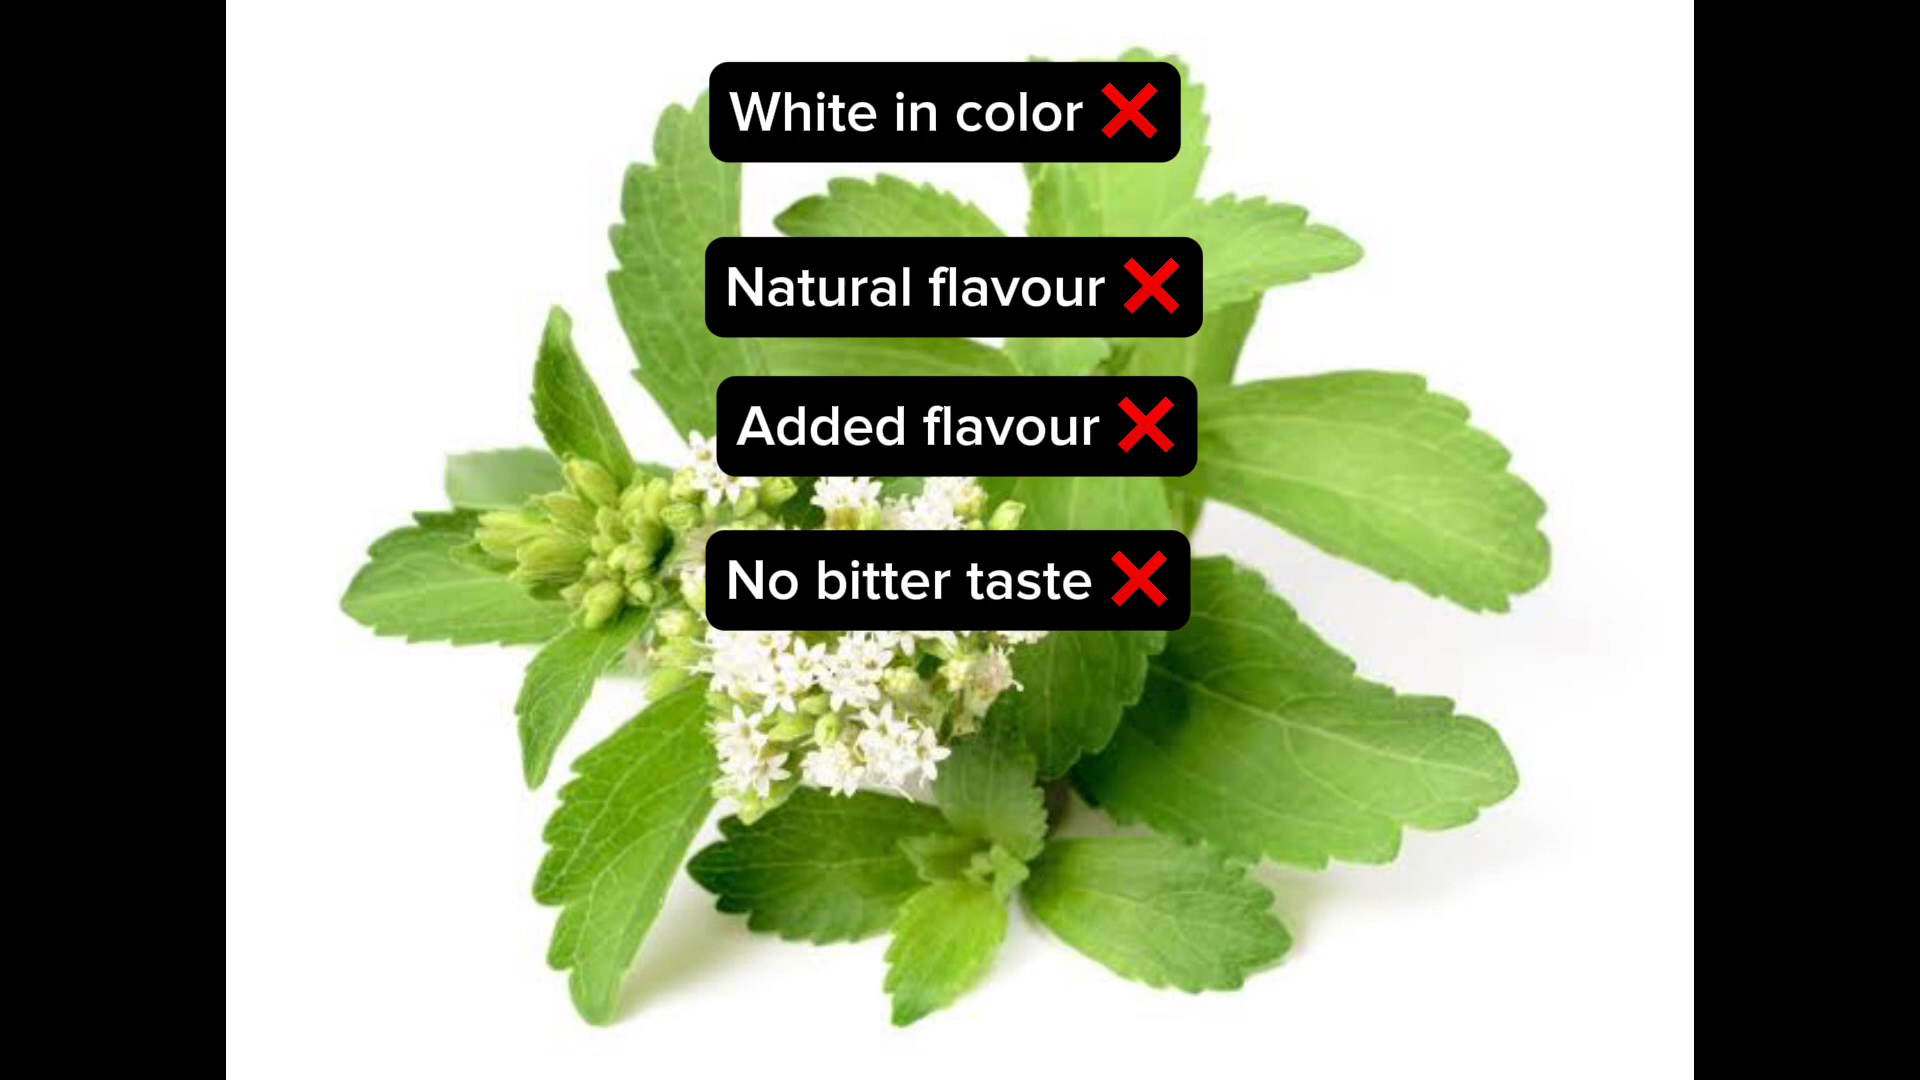 White in color ❌
Natural flavour ❌
Added flavour ❌
No bitter taste ❌